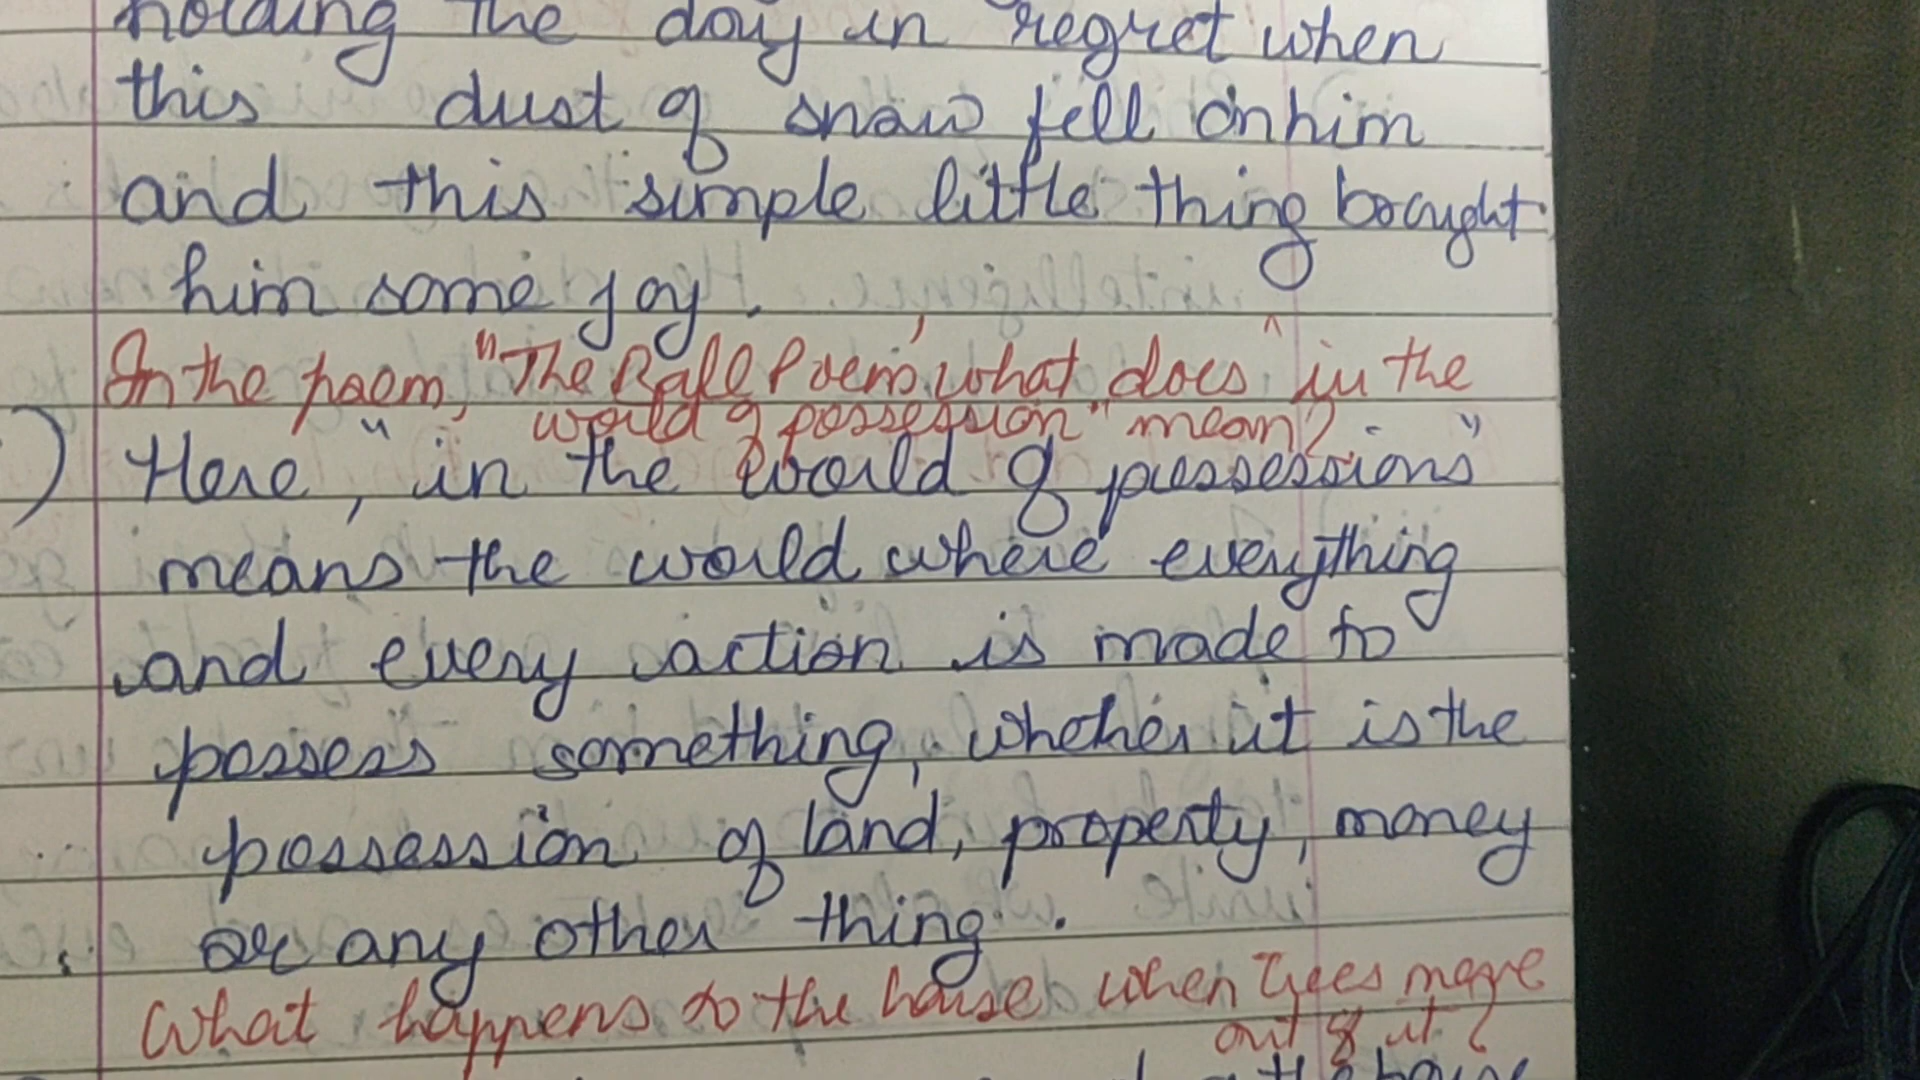 holding the day in regret when
this dust of snow fell on him
and this simple little thing bought
him some joy.
In the poem, "The Ball Poem, what does in the
world of possession" mean?
Here, "in the world of possessions"
means the world where everything
and every action is made to
possess something, whether it is the
possession of land, property, money
or any other thing.
What happens to the house when trees move
out of it?
the house